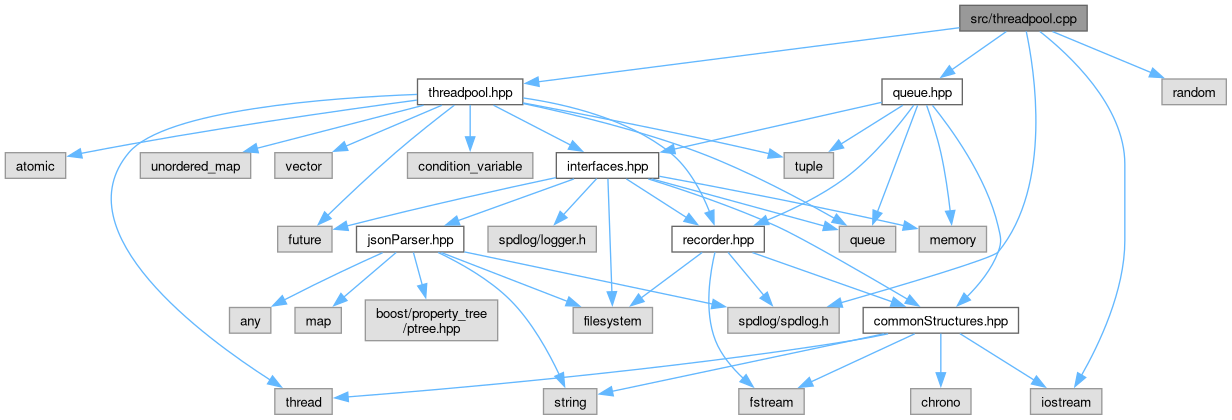 src/threadpool.cpp
threadpool.hpp
queue.hpp
random
atomic
unordered_map
vector
condition_variable
interfaces.hpp
tuple
future
jsonParser.hpp
spdlog/logger.h
recorder.hpp
queue
memory
any
map
boost/property_tree
/ptree.hpp
filesystem
spdlog/spdlog.h
commonStructures.hpp
thread
string
fstream
chrono
iostream